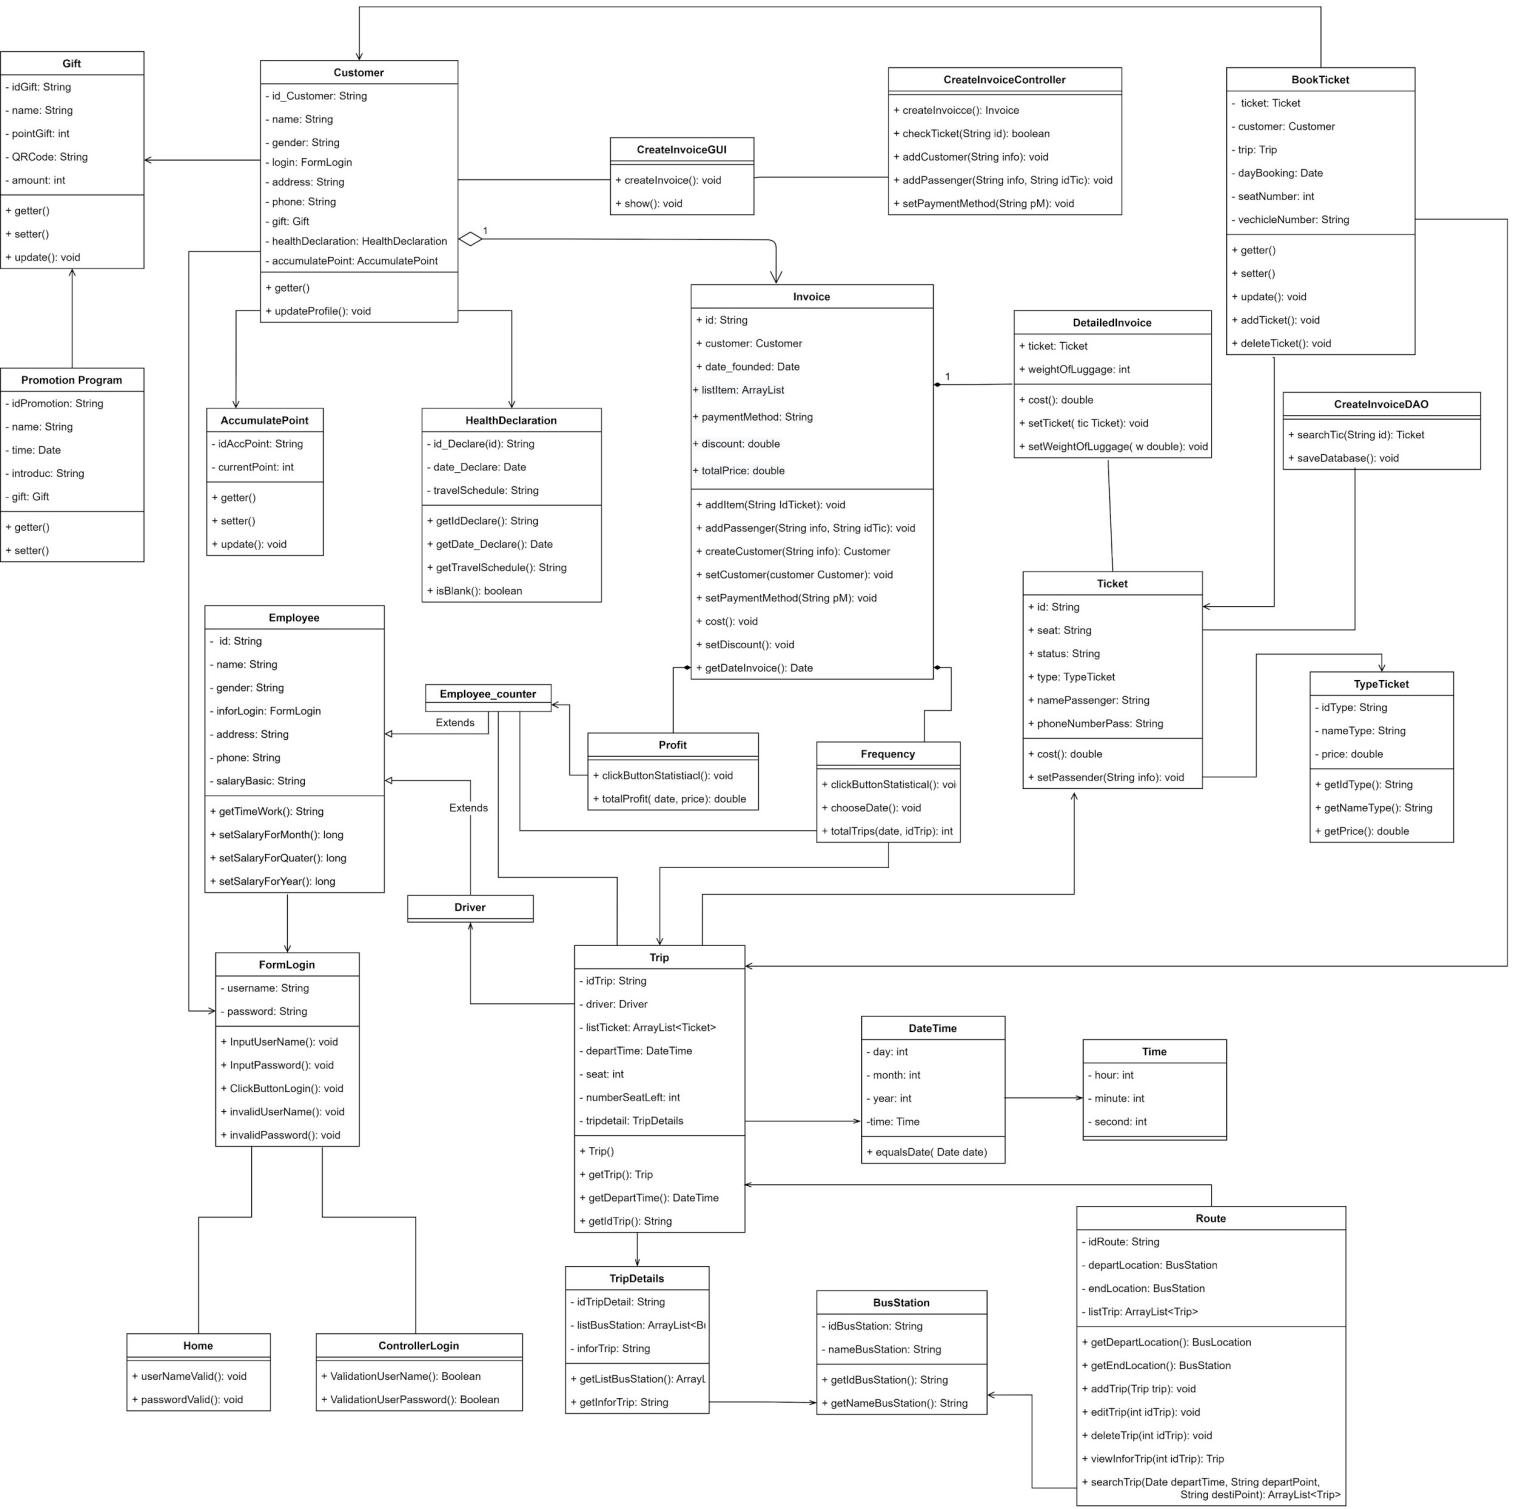 Gift
- idGift: String
- name: String
- pointGift: int
- QRCode: String
- amount: int
+ getter()
+ setter()
+ update(): void
Customer
- id_Customer: String
- name: String
- gender: String
- login: FormLogin
- address: String
- phone: String
- gift: Gift
- healthDeclaration: HealthDeclaration
- accumulatePoint: AccumulatePoint
+ getter()
+ updateProfile(): void
1
CreateInvoiceGUI
+ createInvoice(): void
+ show(): void
CreateInvoiceController
+ createInvoicce(): Invoice
+ checkTicket(String id): boolean
+ addCustomer(String info): void
+ addPassenger(String info, String idTic): void
+ setPaymentMethod(String pM): void
BookTicket
- ticket: Ticket
- customer: Customer
- trip: Trip
- dayBooking: Date
- seatNumber: int
- vechicleNumber: String
+ getter()
+ setter()
+ update(): void
+ addTicket(): void
+ deleteTicket(): void
Promotion Program
- idPromotion: String
- name: String
- time: Date
- introduc: String
- gift: Gift
+ getter()
+ setter()
AccumulatePoint
- idAccPoint: String
- currentPoint: int
+ getter()
+ setter()
+ update(): void
HealthDeclaration
- id_Declare(id): String
- date_Declare: Date
- travelSchedule: String
+ getIdDeclare(): String
+ getDate_Declare(): Date
+ getTravelSchedule(): String
+ isBlank(): boolean
Invoice
+ id: String
+ customer: Customer
+ date_founded: Date
+ listItem: ArrayList
+ paymentMethod: String
+ discount: double
+ totalPrice: double
+ addItem(String IdTicket): void
+ addPassenger(String info, String idTic): void
+ createCustomer(String info): Customer
+ setCustomer(customer Customer): void
+ setPaymentMethod(String pM): void
+ cost(): void
+ setDiscount(): void
+ getDateInvoice(): Date
1
DetailedInvoice
+ ticket: Ticket
+ weightOfLuggage: int
+ cost(): double
+ setTicket( tic Ticket): void
+ setWeightOfLuggage( w double): void
CreateInvoiceDAO
+ searchTic(String id): Ticket
+ saveDatabase(): void
Ticket
+ id: String
+ seat: String
+ status: String
+ type: TypeTicket
+ namePassenger: String
+ phoneNumberPass: String
+ cost(): double
+ setPassender(String info): void
TypeTicket
- idType: String
- nameType: String
- price: double
+ getIdType(): String
+ getNameType(): String
+ getPrice(): double
Employee
- id: String
- name: String
- gender: String
- inforLogin: FormLogin
- address: String
- phone: String
- salaryBasic: String
+ getTimeWork(): String
+ setSalaryForMonth(): long
+ setSalaryForQuater(): long
+ setSalaryForYear(): long
Employee_counter
Extends
Extends
Profit
+ clickButtonStatistiacl(): void
+ totalProfit( date, price): double
Frequency
+ clickButtonStatistical(): voi
+ chooseDate(): void
+ totalTrips(date, idTrip): int
Driver
FormLogin
- username: String
- password: String
+ InputUserName(): void
+ InputPassword(): void
+ ClickButtonLogin(): void
+ invalidUserName(): void
+ invalidPassword(): void
Trip
- idTrip: String
- driver: Driver
- listTicket: ArrayList<Ticket>
- departTime: DateTime
- seat: int
- numberSeatLeft: int
- tripdetail: TripDetails
+ Trip()
+ getTrip(): Trip
+ getDepartTime(): DateTime
+ getIdTrip(): String
DateTime
- day: int
- month: int
- year: int
-time: Time
+ equalsDate( Date date)
Time
- hour: int
- minute: int
- second: int
Home
+ userNameValid(): void
+ passwordValid(): void
ControllerLogin
+ ValidationUserName(): Boolean
+ ValidationUserPassword(): Boolean
TripDetails
- idTripDetail: String
- listBusStation: ArrayList<Bu
- inforTrip: String
+ getListBusStation(): ArrayL
+ getInforTrip: String
BusStation
- idBusStation: String
- nameBusStation: String
+ getIdBusStation(): String
+ getNameBusStation(): String
Route
- idRoute: String
- departLocation: BusStation
- endLocation: BusStation
- listTrip: ArrayList<Trip>
+ getDepartLocation(): BusLocation
+ getEndLocation(): BusStation
+ addTrip(Trip trip): void
+ editTrip(int idTrip): void
+ deleteTrip(int idTrip): void
+ viewInforTrip(int idTrip): Trip
+ searchTrip(Date departTime, String departPoint,
String destiPoint): ArrayList<Trip>